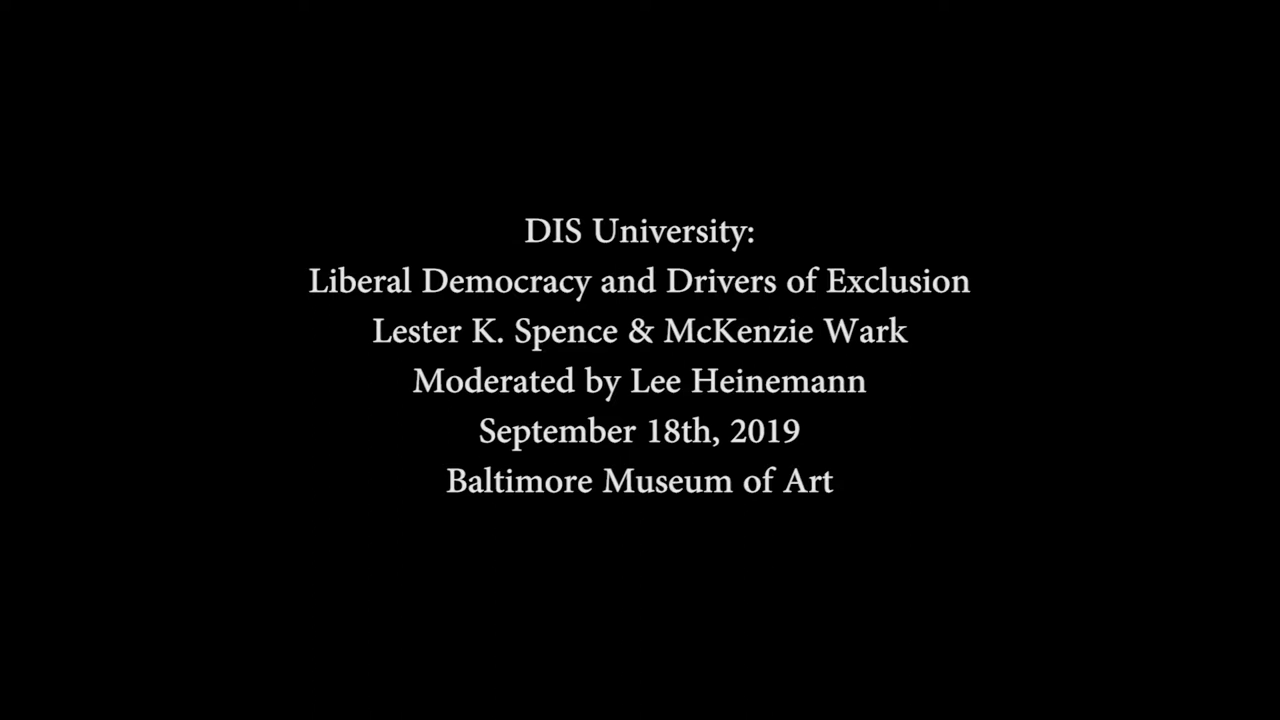 DIS University:
Liberal Democracy and Drivers of Exclusion
Lester K. Spence & McKenzie Wark
Moderated by Lee Heinemann
September 18th, 2019
Baltimore Museum of Art